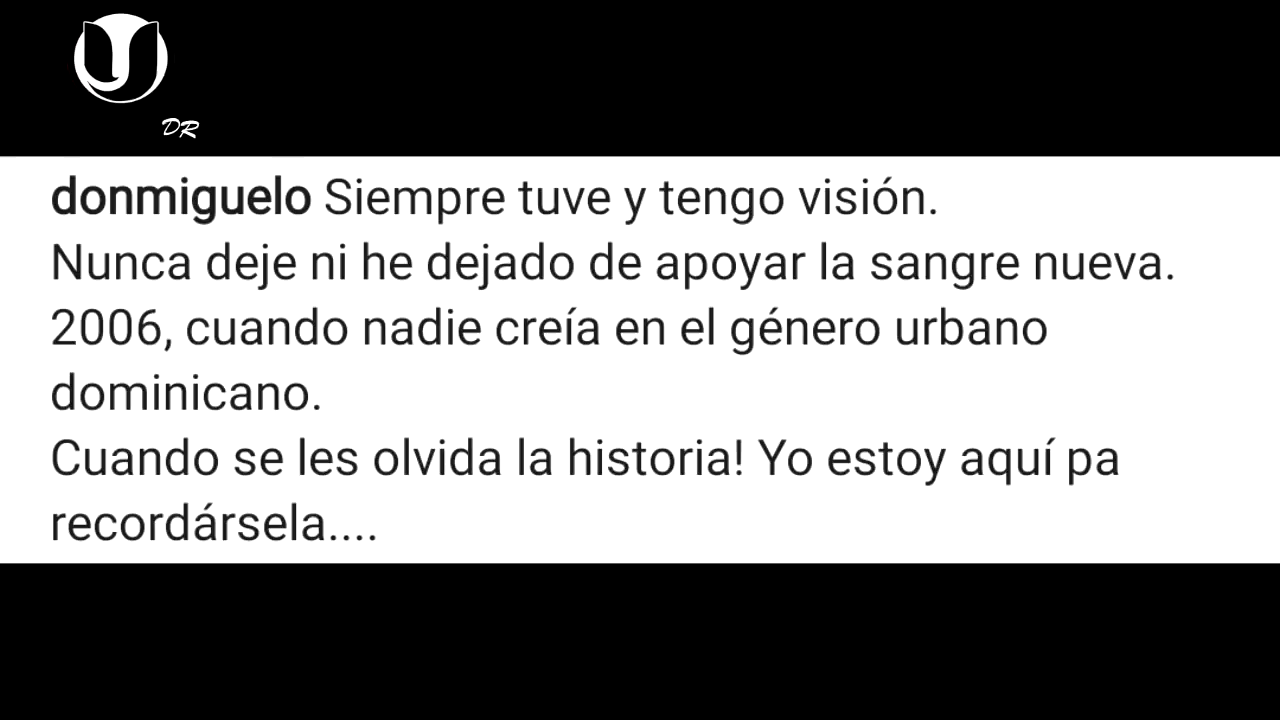 DR
donmiguelo Siempre tuve y tengo visión.
Nunca deje ni he dejado de apoyar la sangre nueva.
2006, cuando nadie creía en el género urbano
dominicano.
Cuando se les olvida la historia! Yo estoy aquí pa
recordársela....